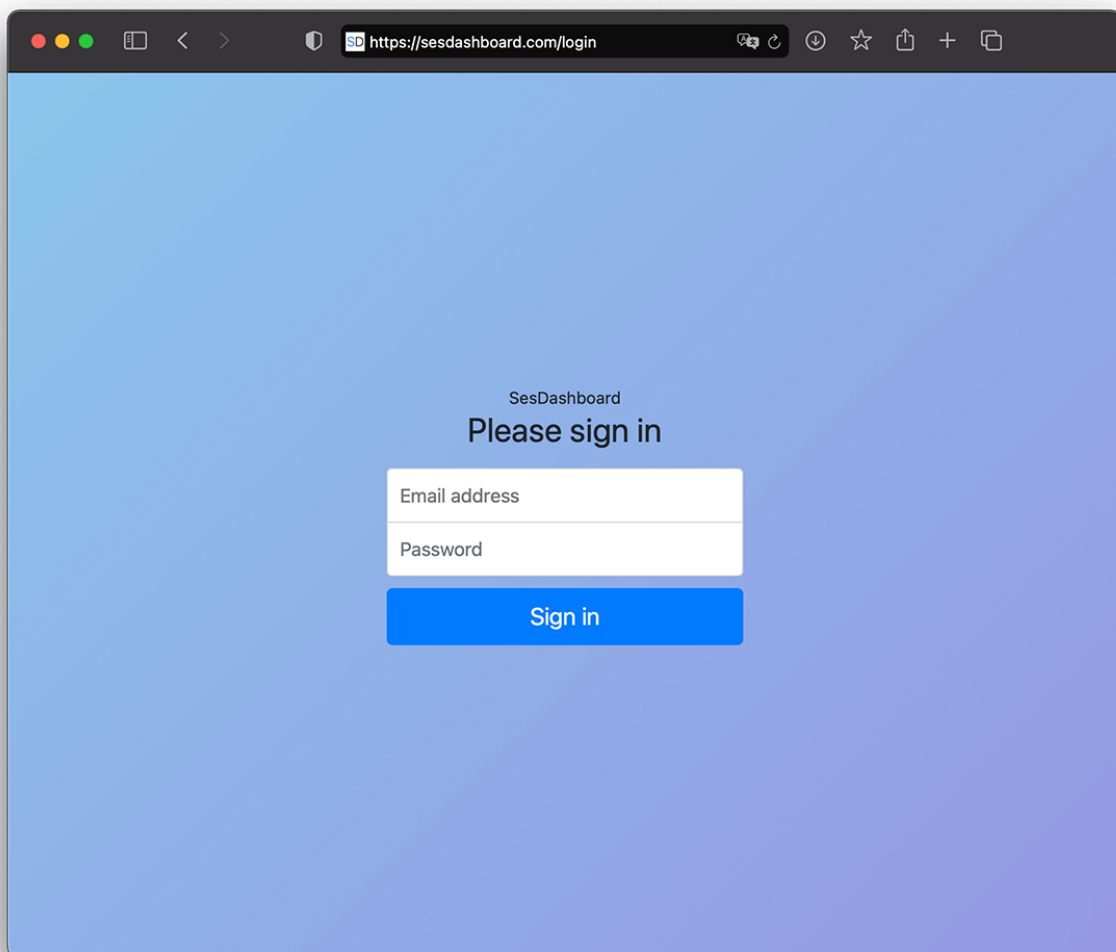 SD https://sesdashboard.com/login
SesDashboard
Please sign in
Email address
Password
Sign in